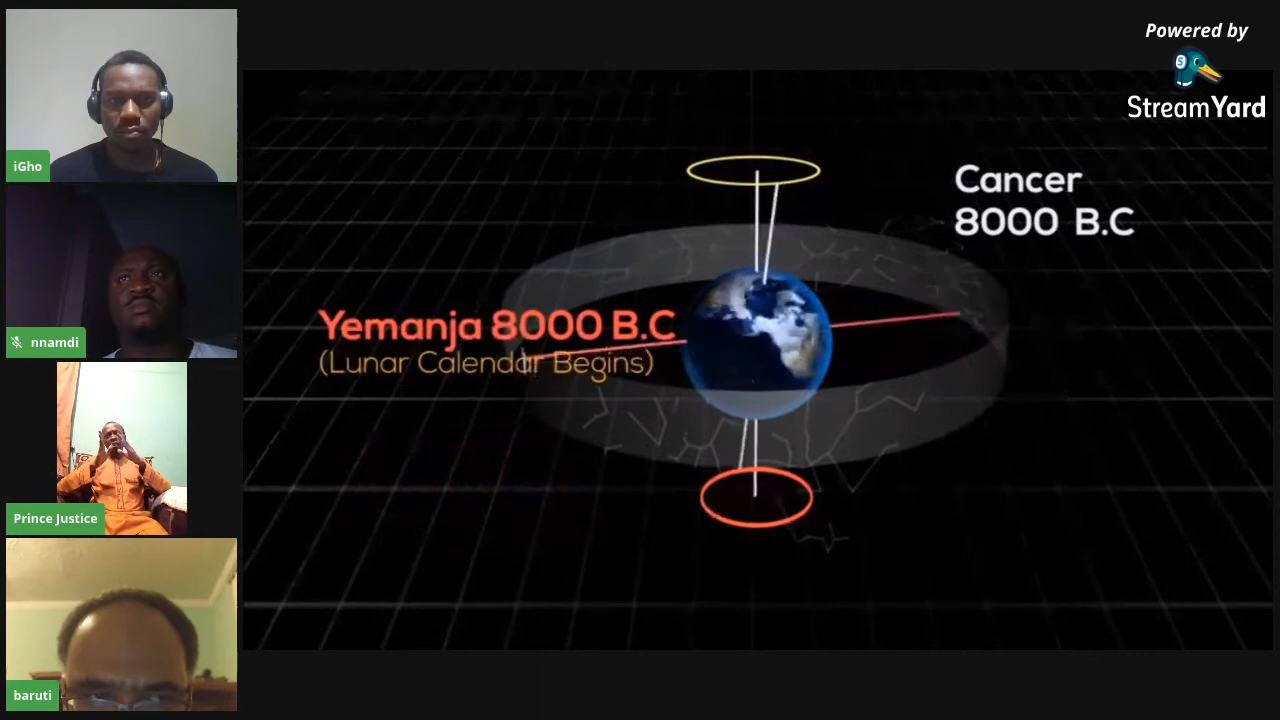 Powered by
StreamYard
iGho
nnamdi
Prince Justice
baruti
Cancer
8000 B.C
Yemanja 8000 B.C
(Lunar Calendar Begins)